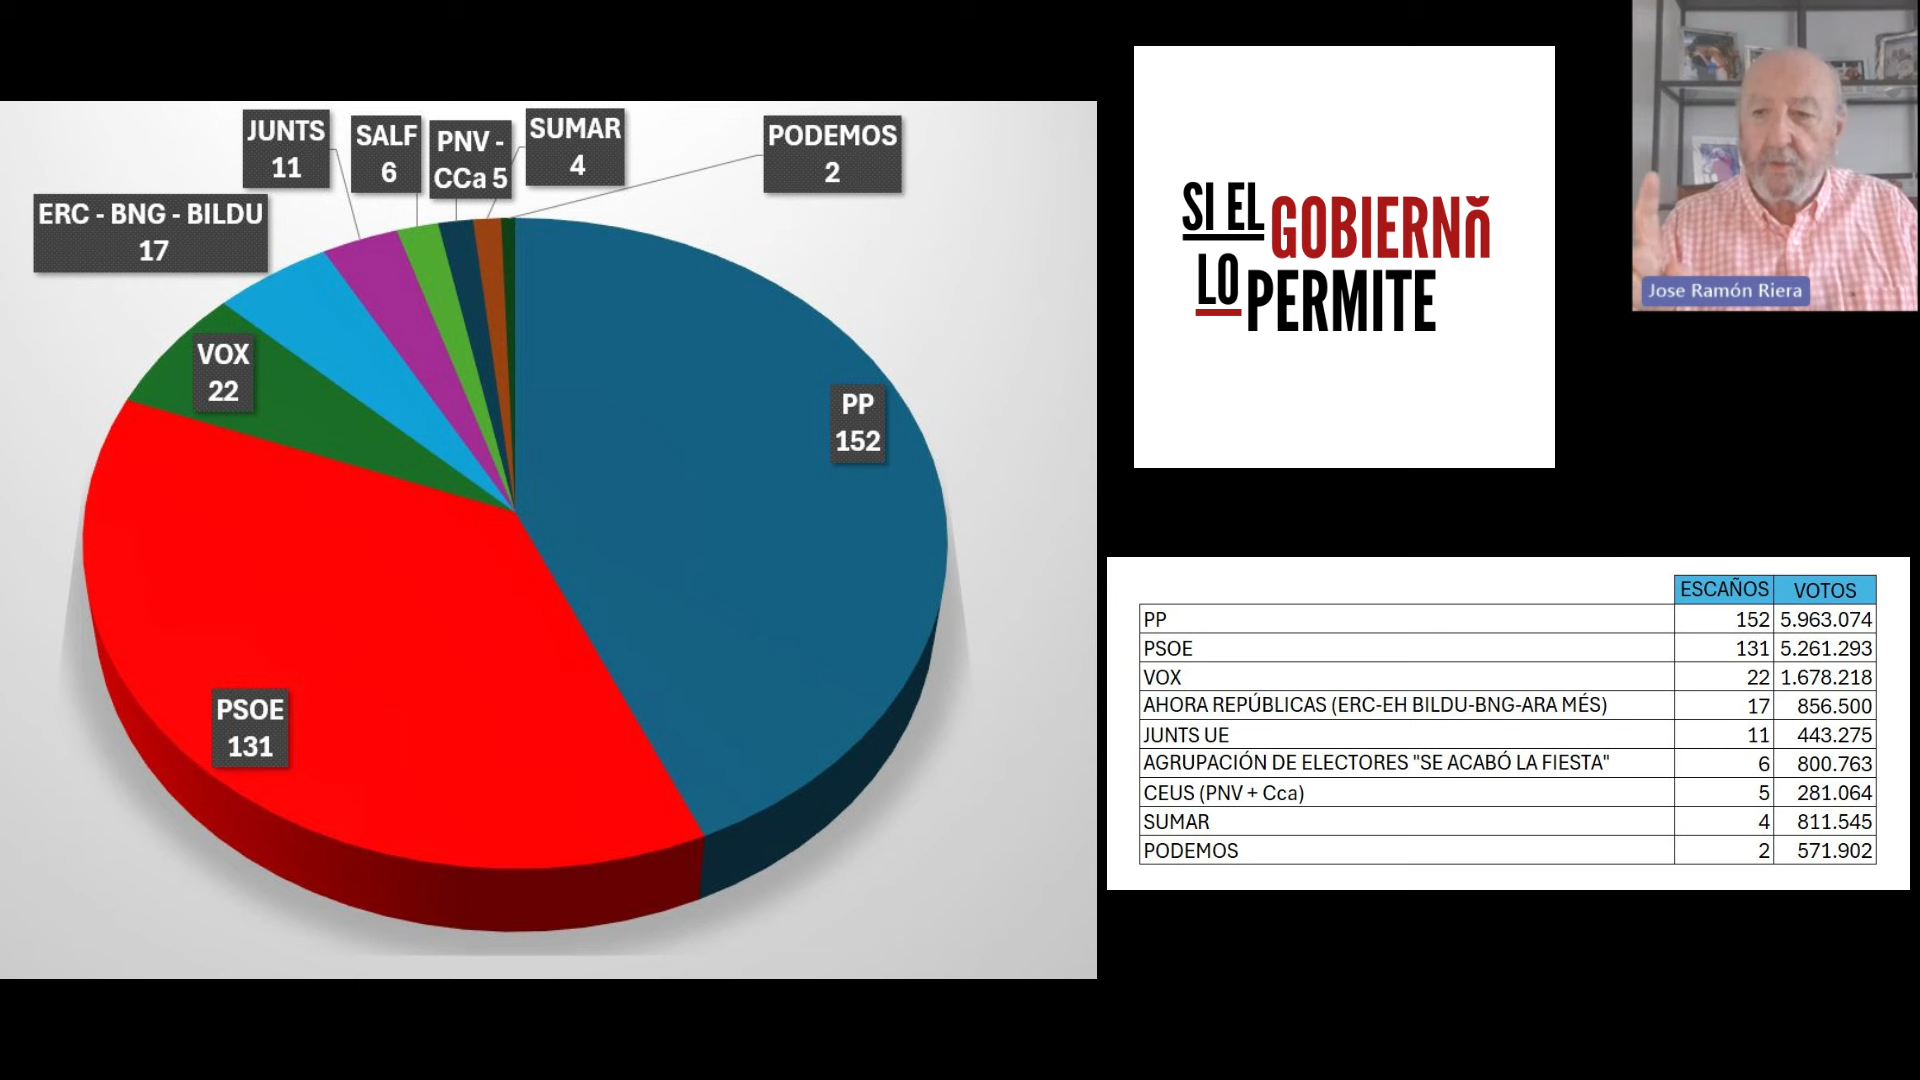 JUNTS
11
SALF
6
PNV -
CCa 5
SUMAR
4
PODEMOS
2
ERC - BNG - BILDU
17
VOX
22
PP
152
PSOE
131
SI EL GOBIERNO
LO PERMITE
Jose Ramón Riera
ESCAÑOS VOTOS
PP 152 5.963.074
PSOE 131 5.261.293
VOX 22 1.678.218
AHORA REPÚBLICAS (ERC-EH BILDU-BNG-ARA MÉS) 17 856.500
JUNTS UE 11 443.275
AGRUPACIÓN DE ELECTORES "SE ACABÓ LA FIESTA" 6 800.763
CEUS (PNV + Cca) 5 281.064
SUMAR 4 811.545
PODEMOS 2 571.902